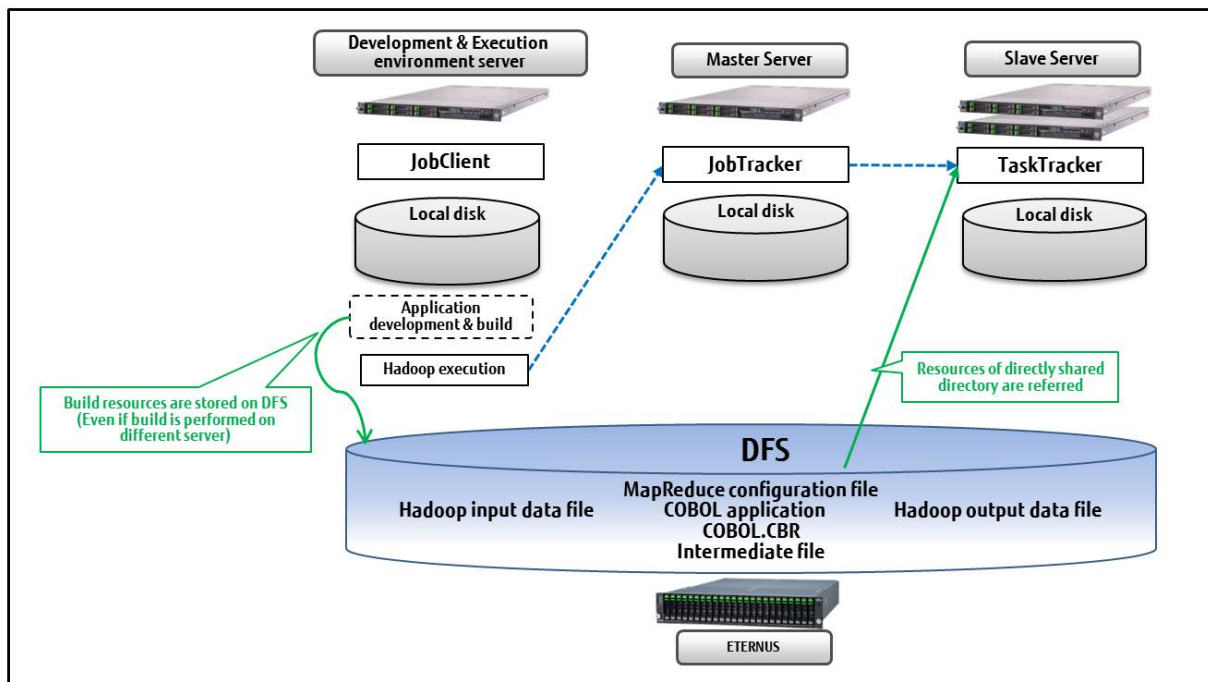 Development & Execution
environment server
Master Server
Slave Server
JobClient
JobTracker
TaskTracker
Local disk
Local disk
Local disk
Application
development & build
Hadoop execution
Build resources are stored on DFS
(Even if build is performed on
different server)
Resources of directly shared
directory are referred
DFS
Hadoop input data file
MapReduce configuration file
COBOL application
COBOL.CBR
Intermediate file
Hadoop output data file
ETERNUS